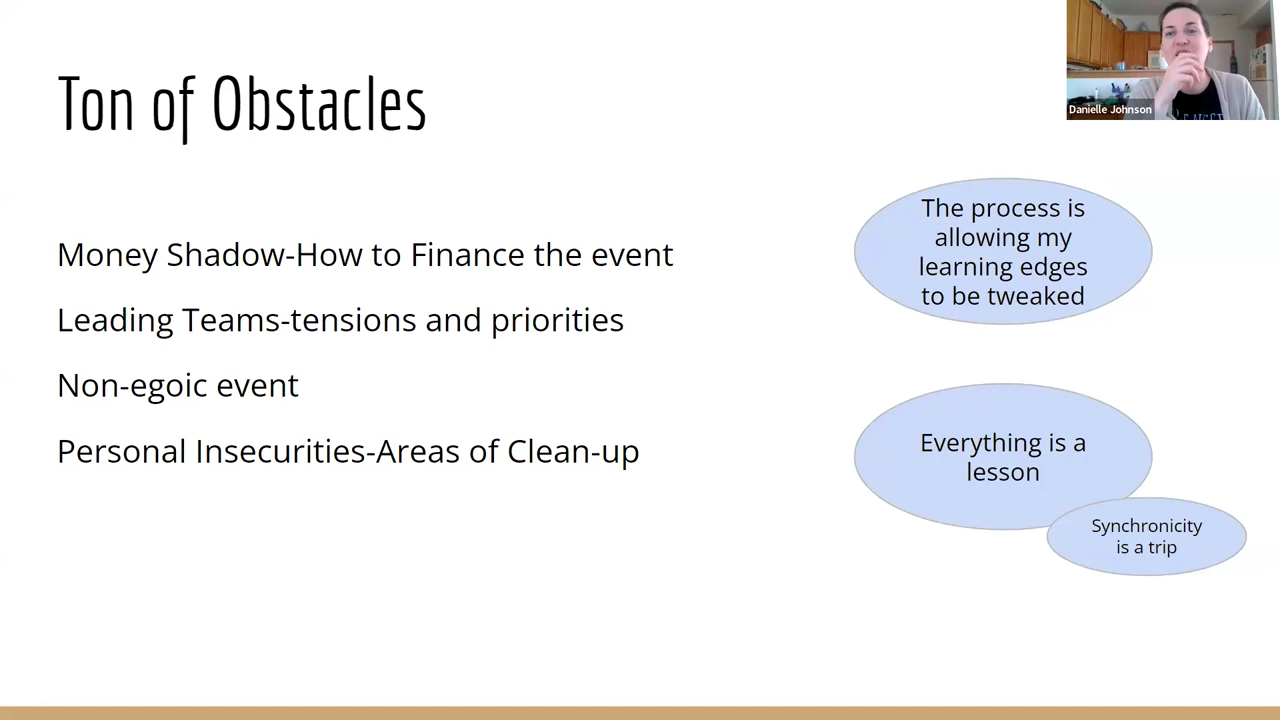 Ton of Obstacles
Danielle Johnson
Money Shadow-How to Finance the event
Leading Teams-tensions and priorities
Non-egoic event
Personal Insecurities-Areas of Clean-up
The process is
allowing my
learning edges
to be tweaked
Everything is a
lesson
Synchronicity
is a trip